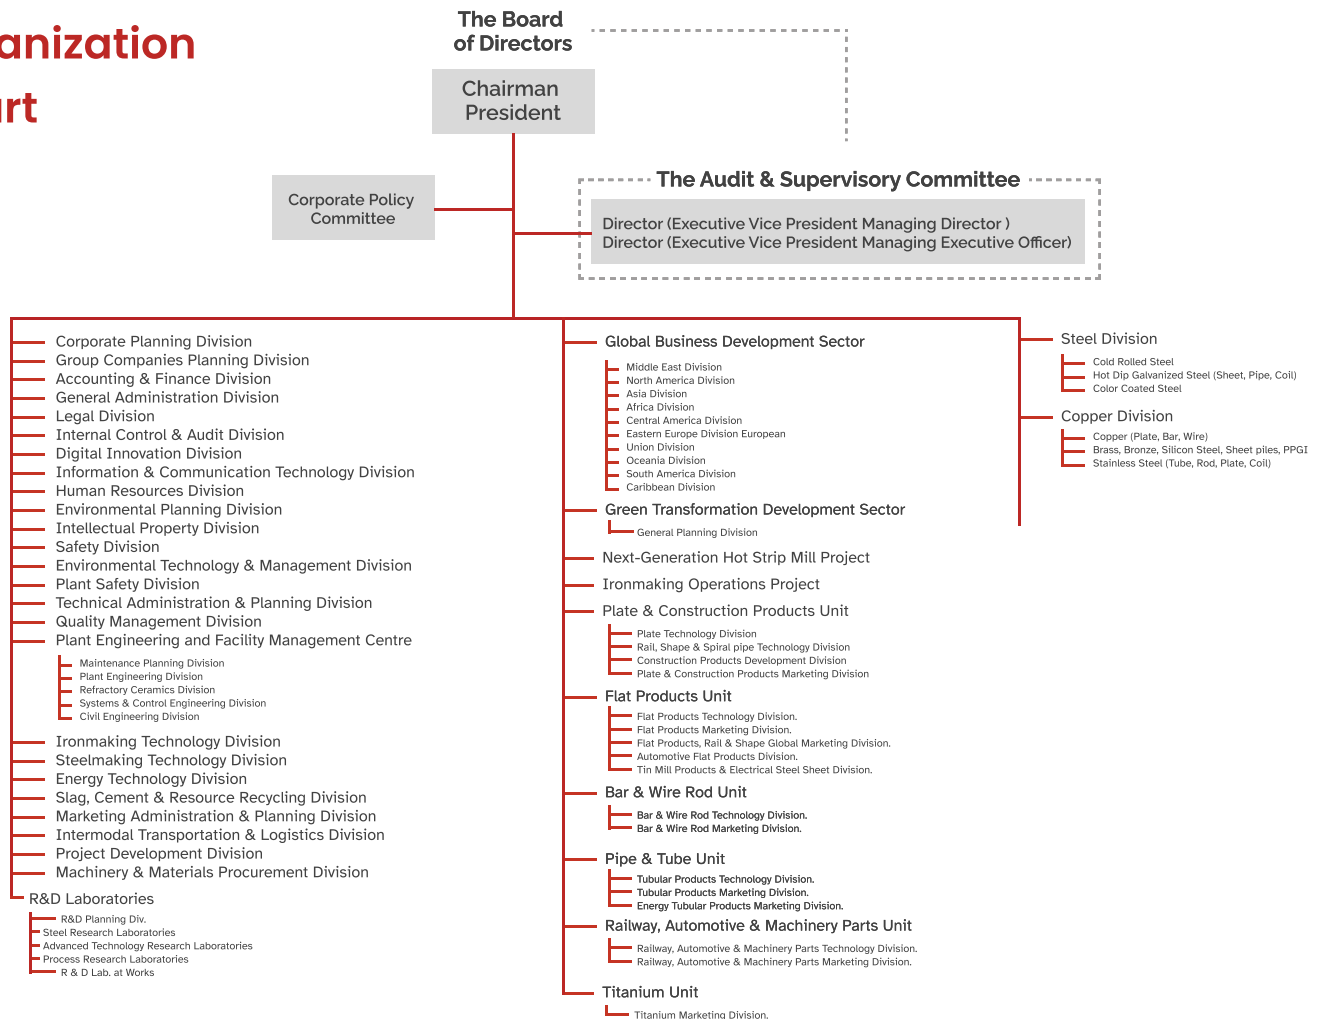 anization
rt
The Board
of Directors
Chairman
President
Corporate Policy
Committee
The Audit & Supervisory Committee
Director (Executive Vice President Managing Director )
Director (Executive Vice President Managing Executive Officer)
Corporate Planning Division
Group Companies Planning Division
Accounting & Finance Division
General Administration Division
Legal Division
Internal Control & Audit Division
Digital Innovation Division
Information & Communication Technology Division
Human Resources Division
Environmental Planning Division
Intellectual Property Division
Safety Division
Environmental Technology & Management Division
Plant Safety Division
Technical Administration & Planning Division
Quality Management Division
Plant Engineering and Facility Management Centre
Maintenance Planning Division
Plant Engineering Division
Refractory Ceramics Division
Systems & Control Engineering Division
Civil Engineering Division
Ironmaking Technology Division
Steelmaking Technology Division
Energy Technology Division
Slag, Cement & Resource Recycling Division
Marketing Administration & Planning Division
Intermodal Transportation & Logistics Division
Project Development Division
Machinery & Materials Procurement Division
R&D Laboratories
R&D Planning Div.
Steel Research Laboratories
Advanced Technology Research Laboratories
Process Research Laboratories
R & D Lab. at Works
Global Business Development Sector
Middle East Division
North America Division
Asia Division
Africa Division
Central America Division
Eastern Europe Division European
Union Division
Oceania Division
South America Division
Caribbean Division
Green Transformation Development Sector
General Planning Division
Next-Generation Hot Strip Mill Project
Ironmaking Operations Project
Plate & Construction Products Unit
Plate Technology Division
Rail, Shape & Spiral pipe Technology Division
Construction Products Development Division
Plate & Construction Products Marketing Division
Flat Products Unit
Flat Products Technology Division.
Flat Products Marketing Division.
Flat Products, Rail & Shape Global Marketing Division.
Automotive Flat Products Division.
Tin Mill Products & Electrical Steel Sheet Division.
Bar & Wire Rod Unit
Bar & Wire Rod Technology Division.
Bar & Wire Rod Marketing Division.
Pipe & Tube Unit
Tubular Products Technology Division.
Tubular Products Marketing Division.
Energy Tubular Products Marketing Division.
Railway, Automotive & Machinery Parts Unit
Railway, Automotive & Machinery Parts Technology Division.
Railway, Automotive & Machinery Parts Marketing Division.
Titanium Unit
Titanium Marketing Division.
Steel Division
Cold Rolled Steel
Hot Dip Galvanized Steel (Sheet, Pipe, Coil)
Color Coated Steel
Copper Division
Copper (Plate, Bar, Wire)
Brass, Bronze, Silicon Steel, Sheet piles, PPGI
Stainless Steel (Tube, Rod, Plate, Coil)